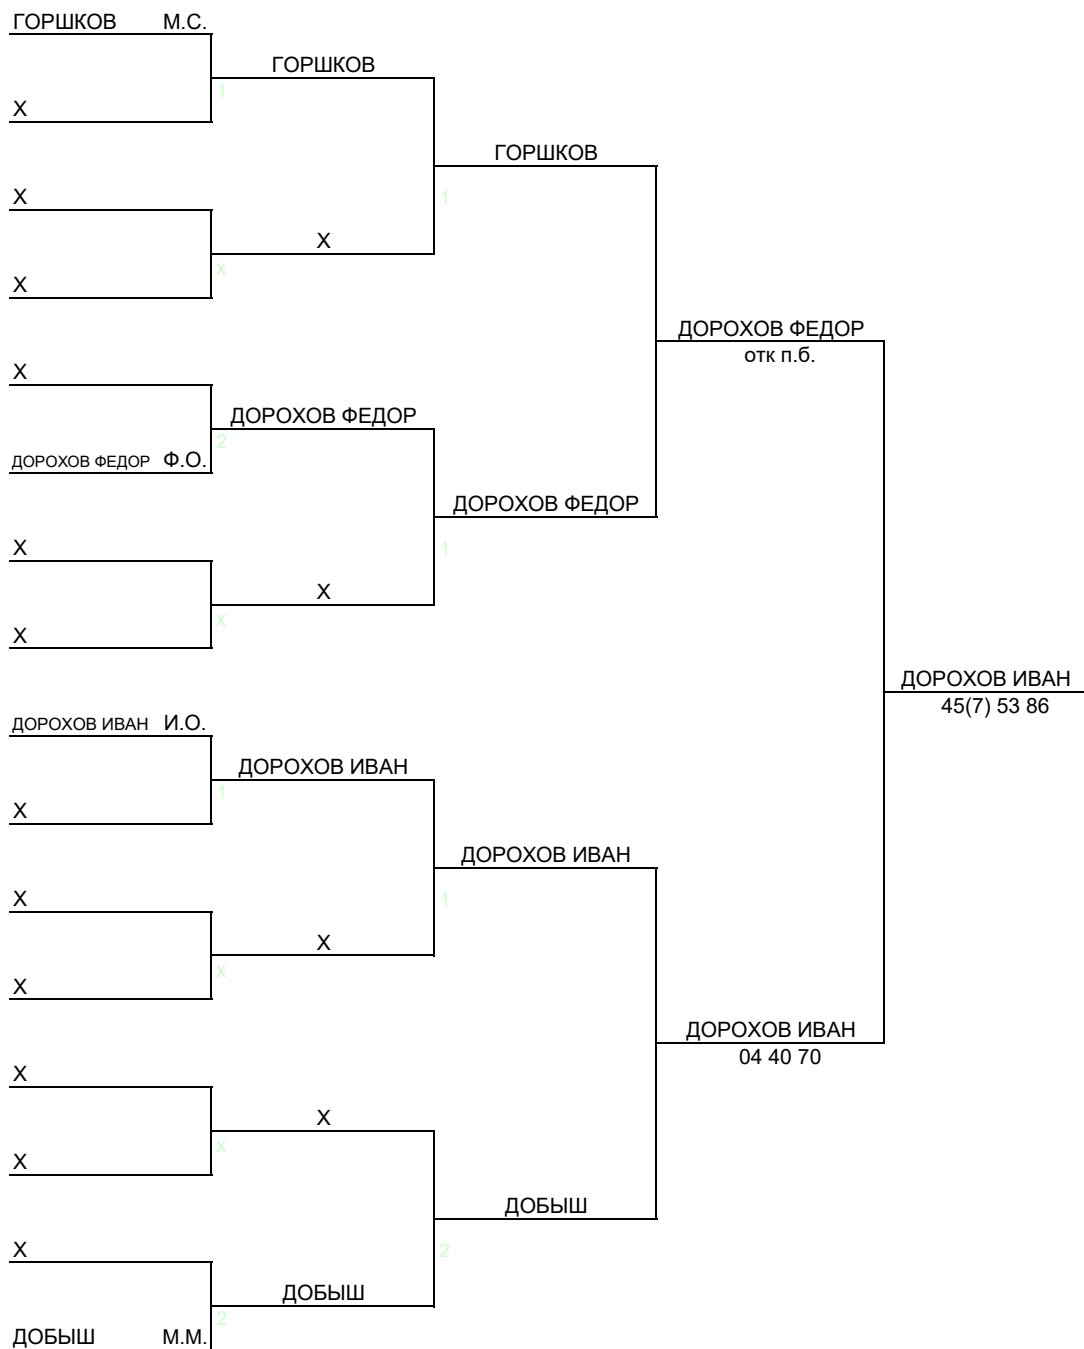 ГОРШКОВ М.С.
ГОРШКОВ
1
X
ГОРШКОВ
X
1
X
x
X
ДОРОХОВ ФЕДОР
отк п.б.
X
ДОРОХОВ ФЕДОР
2
ДОРОХОВ ФЕДОР Ф.О.
ДОРОХОВ ФЕДОР
X
1
X
x
X
ДОРОХОВ ИВАН
45(7) 53 86
ДОРОХОВ ИВАН И.О.
ДОРОХОВ ИВАН
1
X
ДОРОХОВ ИВАН
X
1
X
x
X
ДОРОХОВ ИВАН
04 40 70
X
X
x
X
ДОБЫШ
X
2
ДОБЫШ
2
ДОБЫШ М.М.